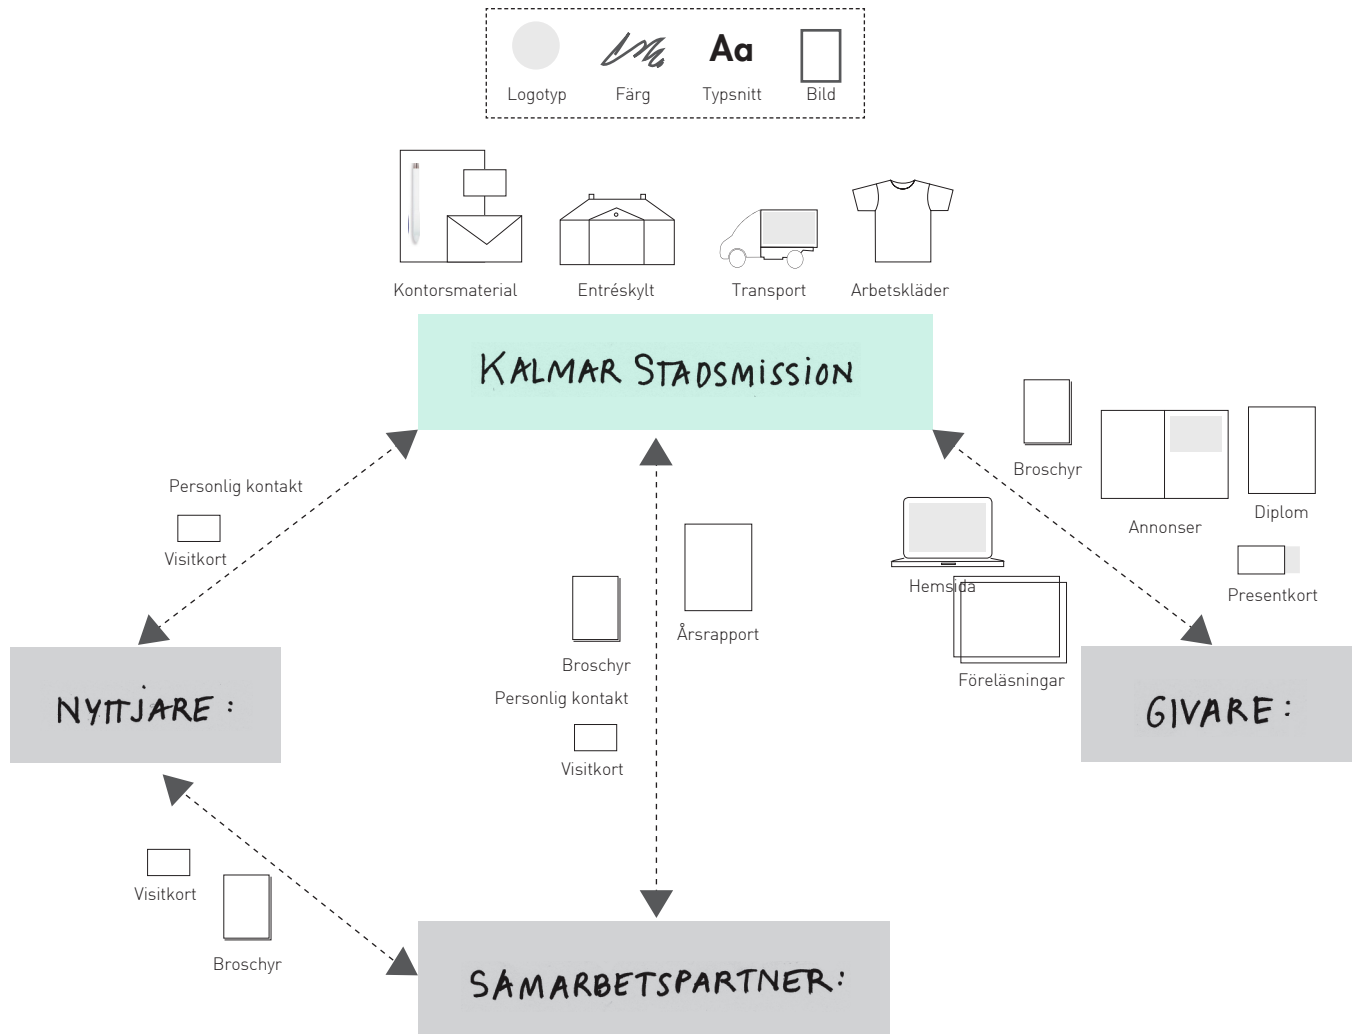 Logotyp
Färg
Aa
Typsnitt
Bild
Kontorsmaterial
Entréskylt
Transport
Arbetskläder
KALMAR STADSMISSION
Personlig kontakt
Visitkort
Broschyr
Annonser
Diplom
Presentkort
Hemsida
Föreläsningar
Årsrapport
Broschyr
Personlig kontakt
Visitkort
NYTTJARE:
GIVARE:
Visitkort
Broschyr
SAMARBETSPARTNER: